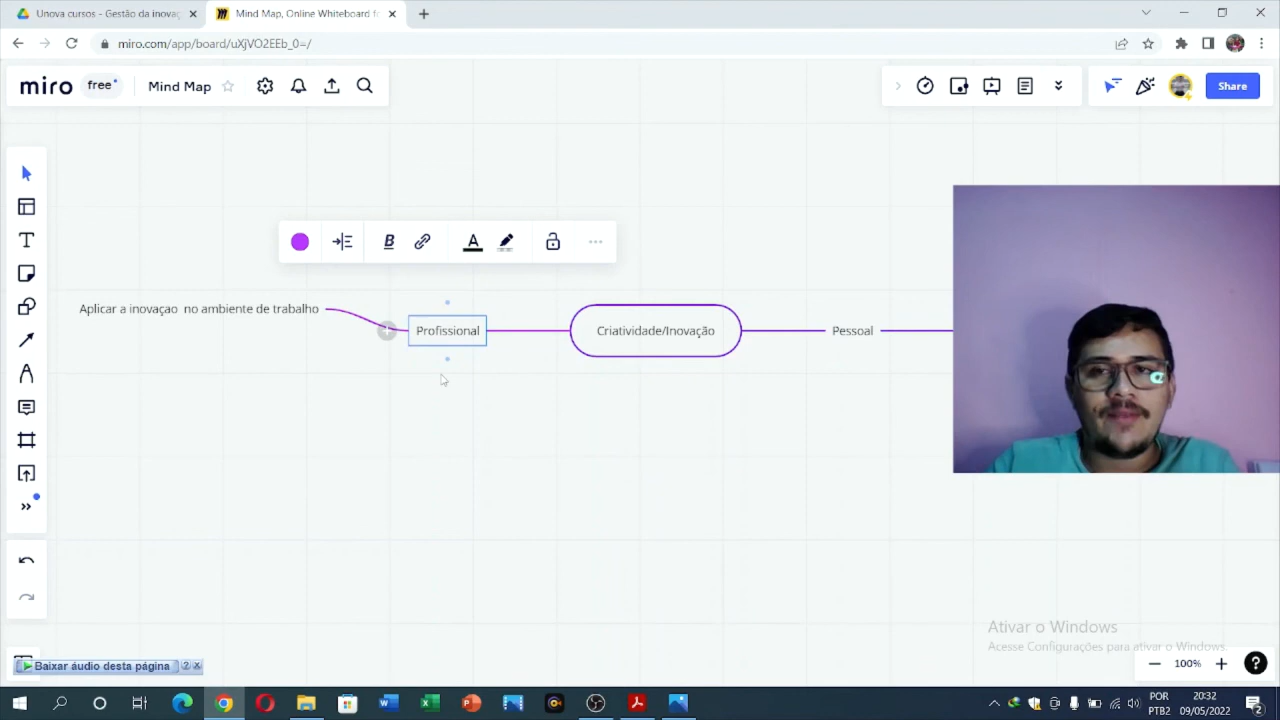 Unova cursos - Gestão da inovaç
Mind Map, Online Whiteboard fo
miro.com/app/board/uXjVO2EEb_0=/
miro
free
Mind Map
Share
Aplicar a inovaçao  no ambiente de trabalho
Profissional
Criatividade/Inovação
Pessoal
Ativar o Windows
Acesse Configurações para ativar o Windows.
Baixar áudio desta página
100%
POR
PTB2
20:32
09/05/2022
2